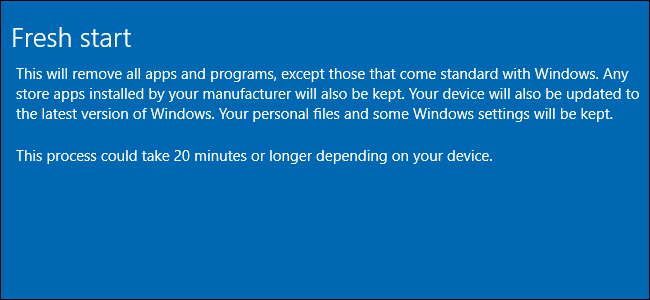 Fresh start
This will remove all apps and programs, except those that come standard with Windows. Any
store apps installed by your manufacturer will also be kept. Your device will also be updated to
the latest version of Windows. Your personal files and some Windows settings will be kept.
This process could take 20 minutes or longer depending on your device.